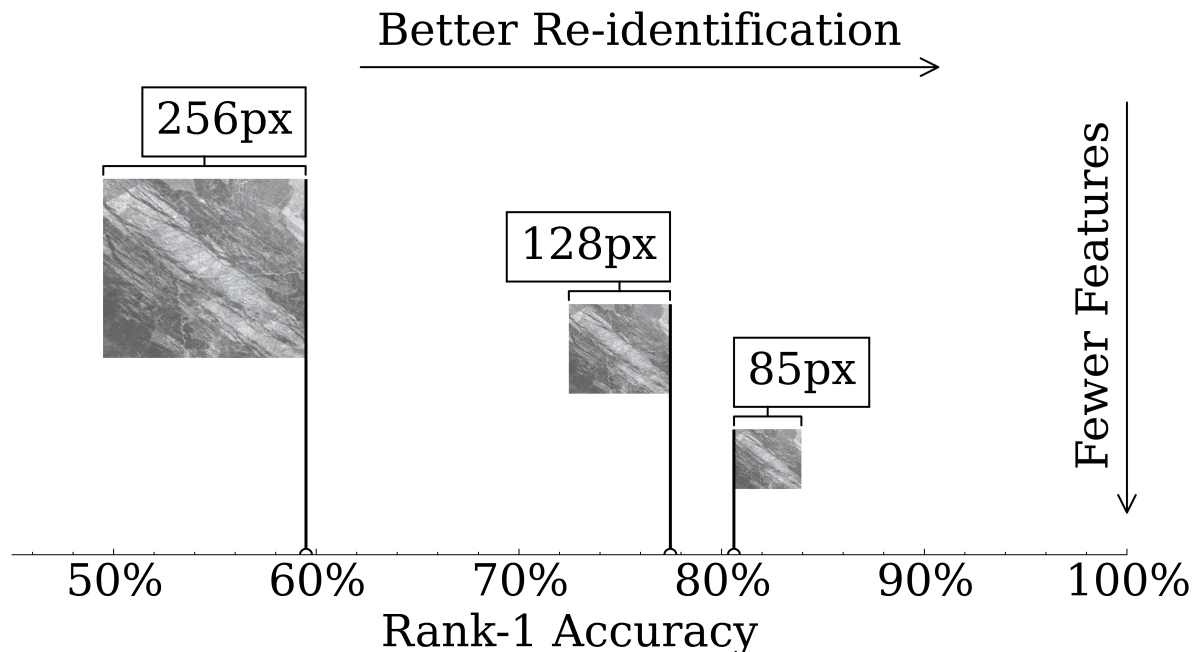 Better Re-identification
256px
128px
85px
Fewer Features
50%
60%
70%
80%
90%
100%
Rank-1 Accuracy